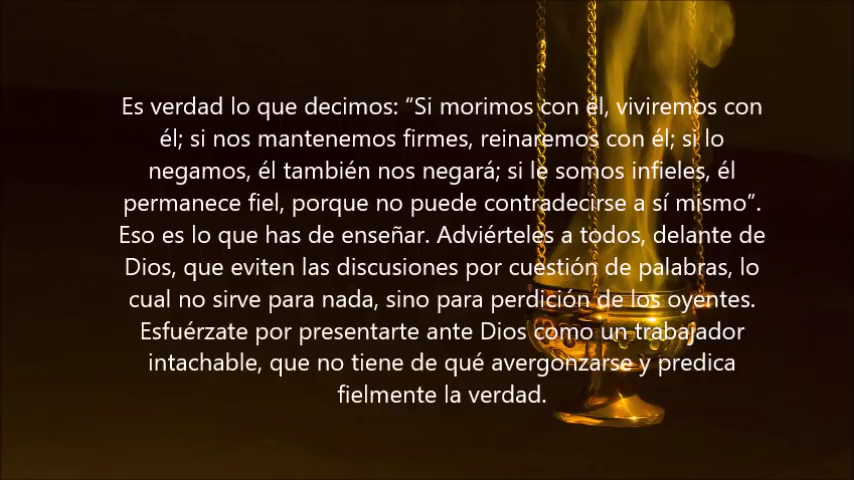 Es verdad lo que decimos: “Si morimos con él, viviremos con
él; si nos mantenemos firmes, reinaremos con él; si lo
negamos, él también nos negará; si le somos infieles, él
permanece fiel, porque no puede contradecirse a sí mismo”.
Eso es lo que has de enseñar. Adviérteles a todos, delante de
Dios, que eviten las discusiones por cuestión de palabras, lo
cual no sirve para nada, sino para perdición de los oyentes.
Esfuérzate por presentarte ante Dios como un trabajador
intachable, que no tiene de qué avergonzarse y predica
fielmente la verdad.